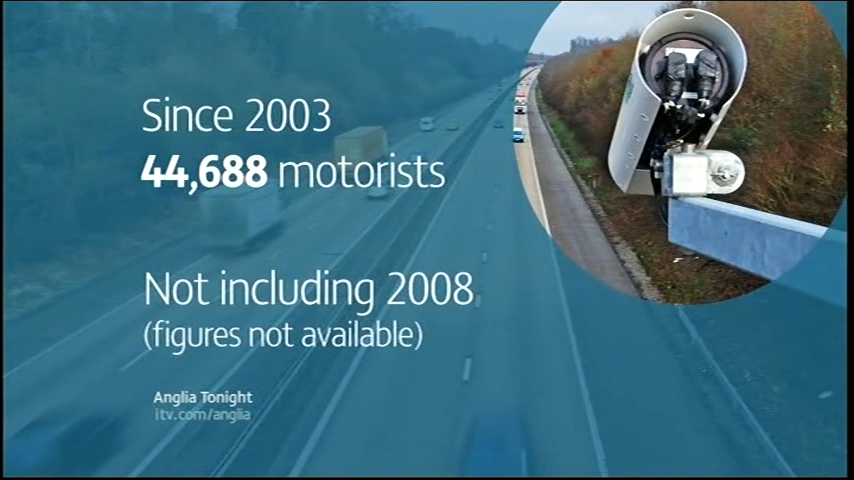 Since 2003
44,688 motorists
Not including 2008
(figures not available)
Anglia Tonight
itv.com/anglia